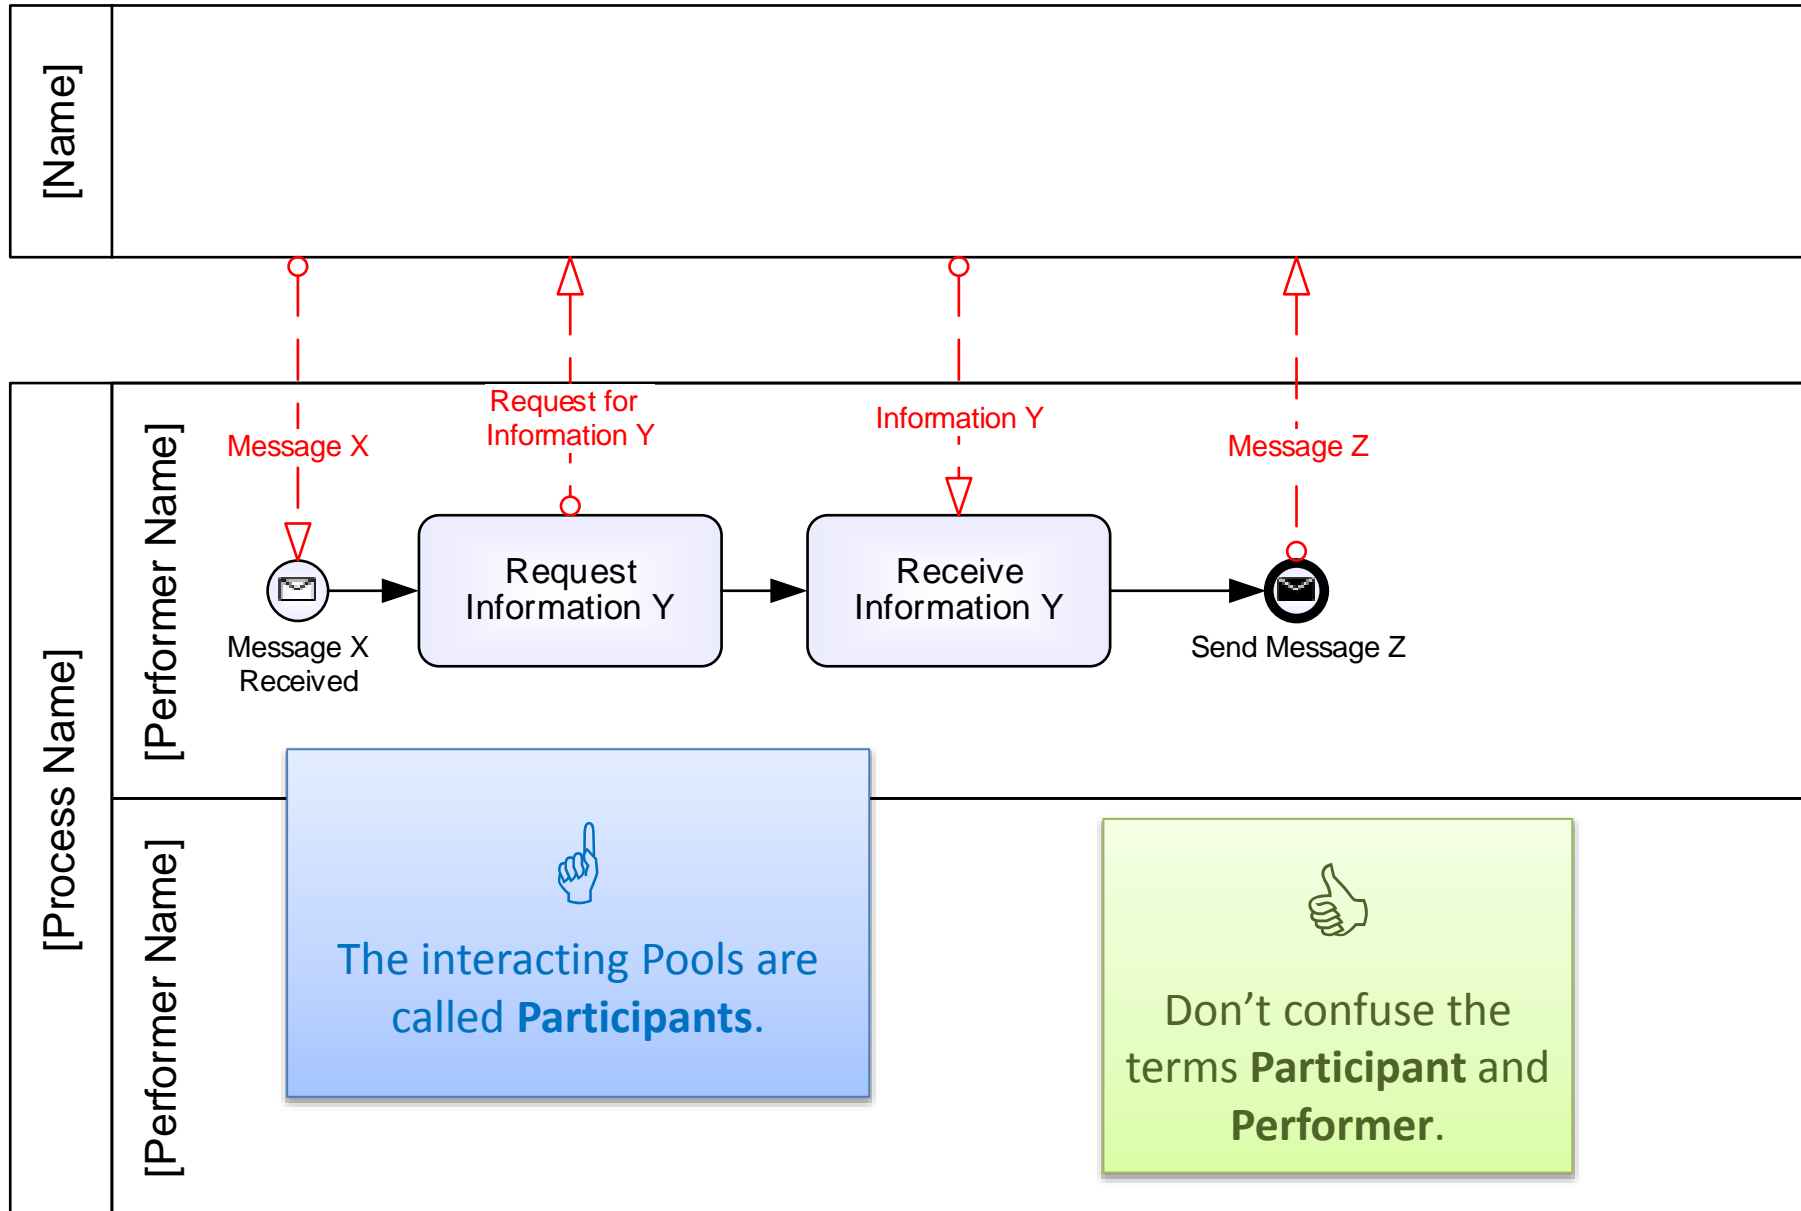 [Name]
Message X
Request for
Information Y
Information Y
Message Z
[Process Name]
[Performer Name]
Request
Information Y
Receive
Information Y
Message X
Received
Send Message Z
[Performer Name]
The interacting Pools are
called Participants.
Don’t confuse the
terms Participant and
Performer.